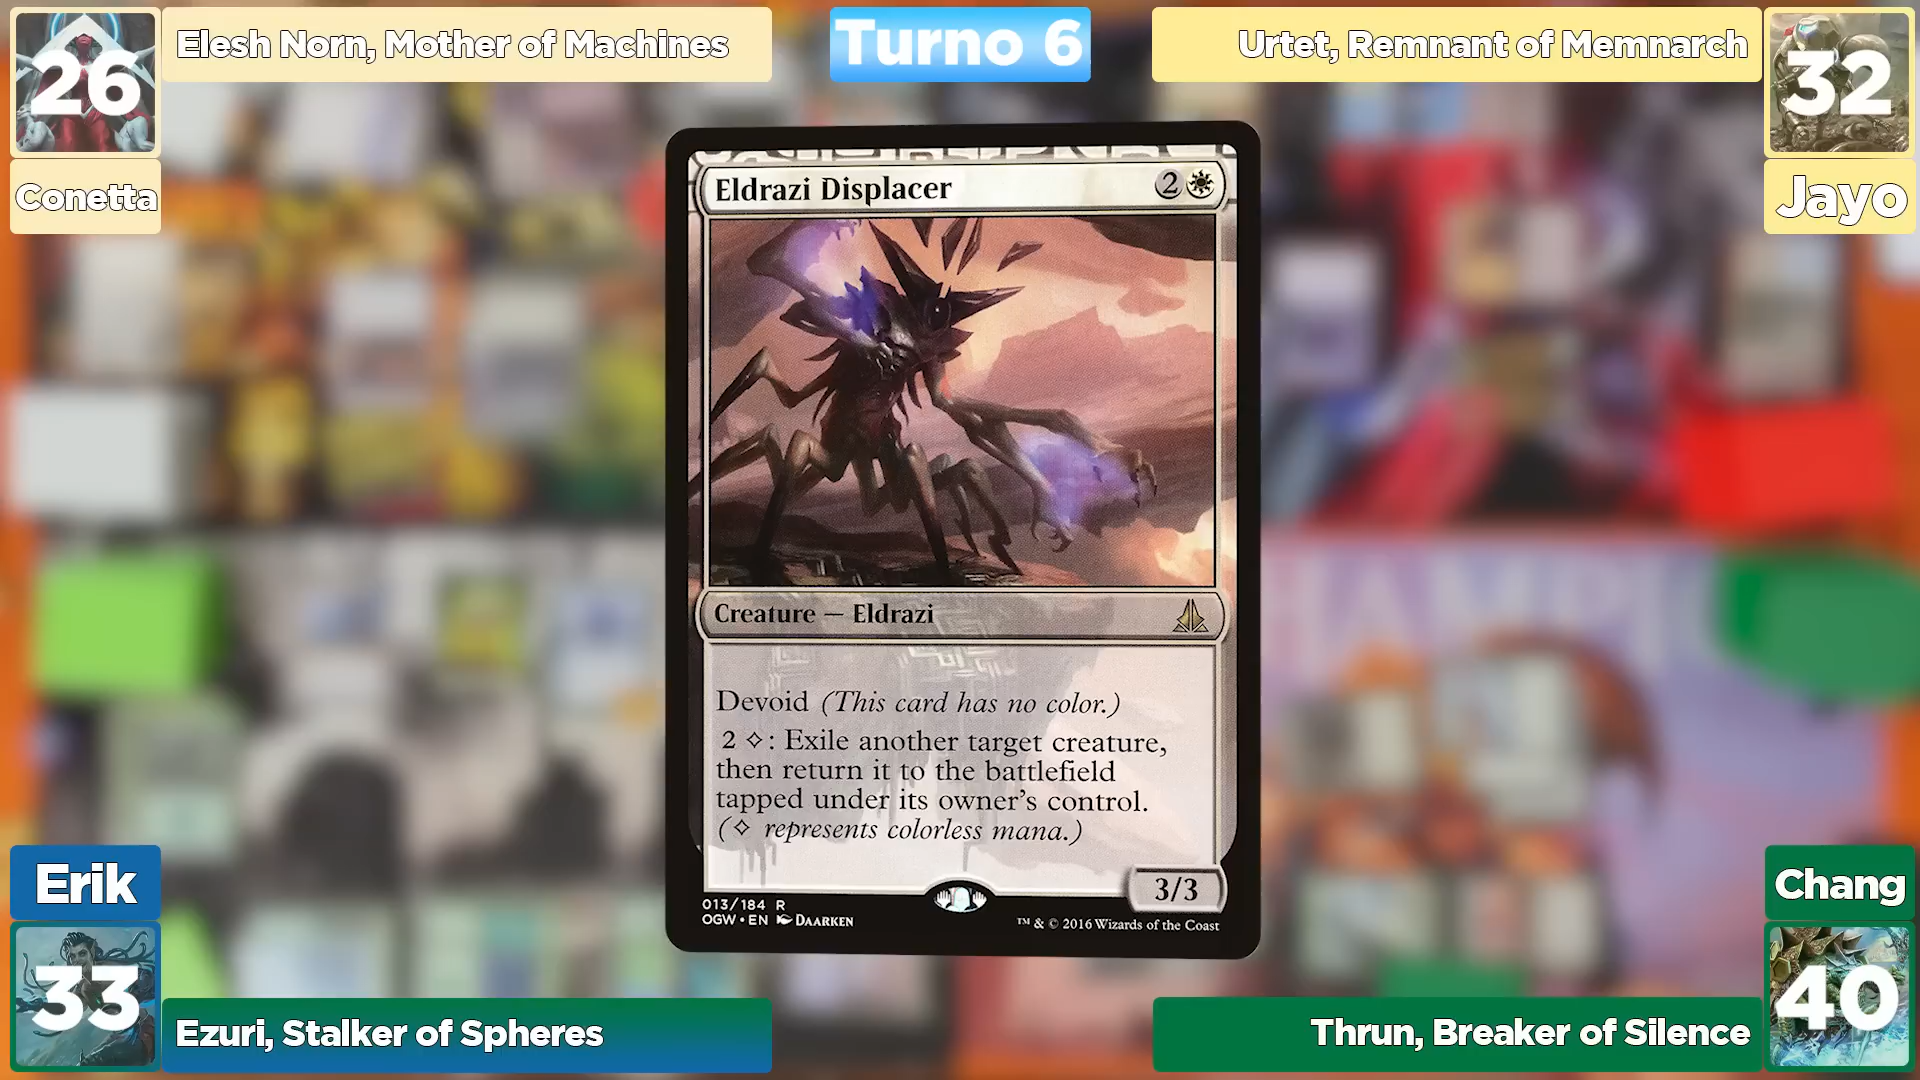 26
Elesh Norn, Mother of Machines
Turno 6
Urtet, Remnant of Memnarch
32
Conetta
Jayo
Eldrazi Displacer
2
Creature — Eldrazi
Devoid (This card has no color.)
2 ◇: Exile another target creature,
then return it to the battlefield
tapped under its owner's control.
(◇ represents colorless mana.)
3/3
013/184 R
OGW • EN DAARKEN
™ & © 2016 Wizards of the Coast
Erik
33
Ezuri, Stalker of Spheres
Chang
40
Thrun, Breaker of Silence